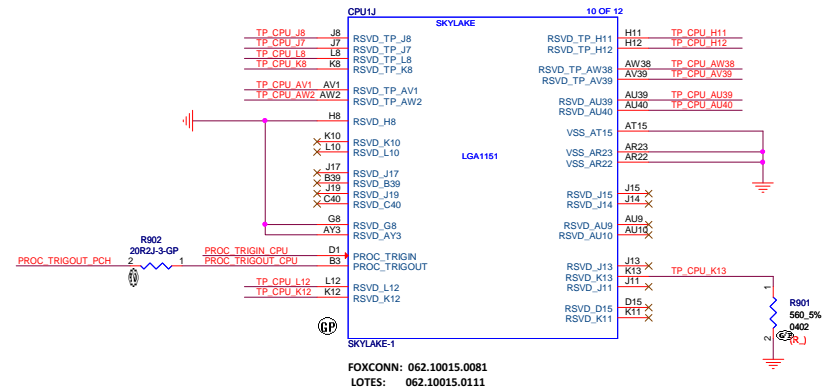 CPU1J 10 OF 12
SKYLAKE
TP_CPU_J8 J8 RSVD_TP_J8 RSVD_TP_H11 H11 TP_CPU_H11
TP_CPU_J7 J7 RSVD_TP_J7 RSVD_TP_H12 H12 TP_CPU_H12
TP_CPU_L8 L8 RSVD_TP_L8
TP_CPU_K8 K8 RSVD_TP_K8 RSVD_TP_AW38 AW38 TP_CPU_AW38
RSVD_TP_AV39 AV39 TP_CPU_AV39
TP_CPU_AV1 AV1 RSVD_TP_AV1
TP_CPU_AW2 AW2 RSVD_TP_AW2 RSVD_AU39 AU39 TP_CPU_AU39
RSVD_AU40 AU40 TP_CPU_AU40
H8 RSVD_H8
VSS_AT15 AT15
K10 RSVD_K10
L10 RSVD_L10 VSS_AR23 AR23
LGA1151
VSS_AR22 AR22
J17 RSVD_J17
B39 RSVD_B39
J19 RSVD_J19 RSVD_J15 J15
C40 RSVD_C40 RSVD_J14 J14
G8 RSVD_G8 RSVD_AU9 AU9
AY3 RSVD_AY3 RSVD_AU10 AU10
R902
20R2J-3-GP
PROC_TRIGIN_CPU D1 PROC_TRIGIN
PROC_TRIGOUT_PCH 2 1 PROC_TRIGOUT_CPU B3 PROC_TRIGOUT RSVD_J13 J13
RSVD_K13 K13 TP_CPU_K13
TP_CPU_L12 L12 RSVD_L12 RSVD_J11 J11
TP_CPU_K12 K12 RSVD_K12
RSVD_D15 D15
RSVD_K11 K11
1
R901
560_5%
0402
2
(R_)
GP
SKYLAKE-1
FOXCONN: 062.10015.0081
LOTES: 062.10015.0111